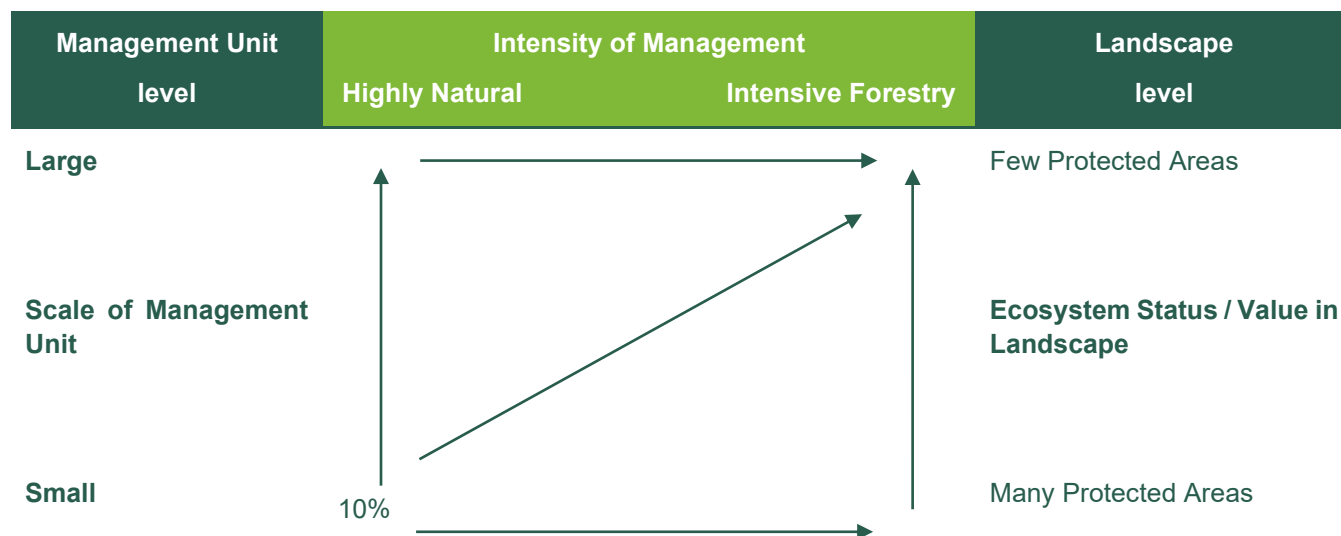 Management Unit
level
Intensity of Management
Highly Natural Intensive Forestry
Landscape
level
Large
Few Protected Areas
Scale of Management
Unit
Ecosystem Status / Value in
Landscape
Small
10%
Many Protected Areas